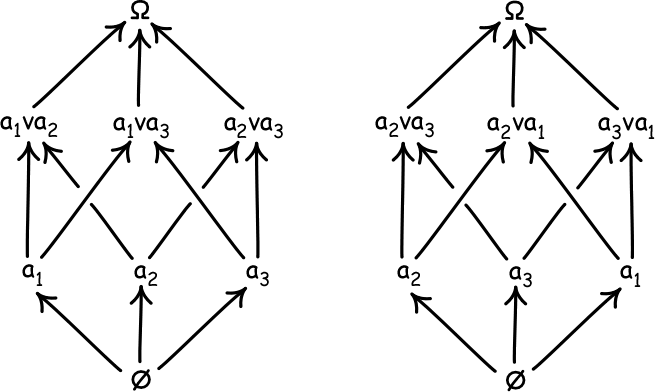 Ω Ω
a₁va₂ a₁va₃ a₂va₃ a₂va₃ a₂va₁ a₃va₁
a₁ a₂ a₃ a₂ a₃ a₁
Ø Ø